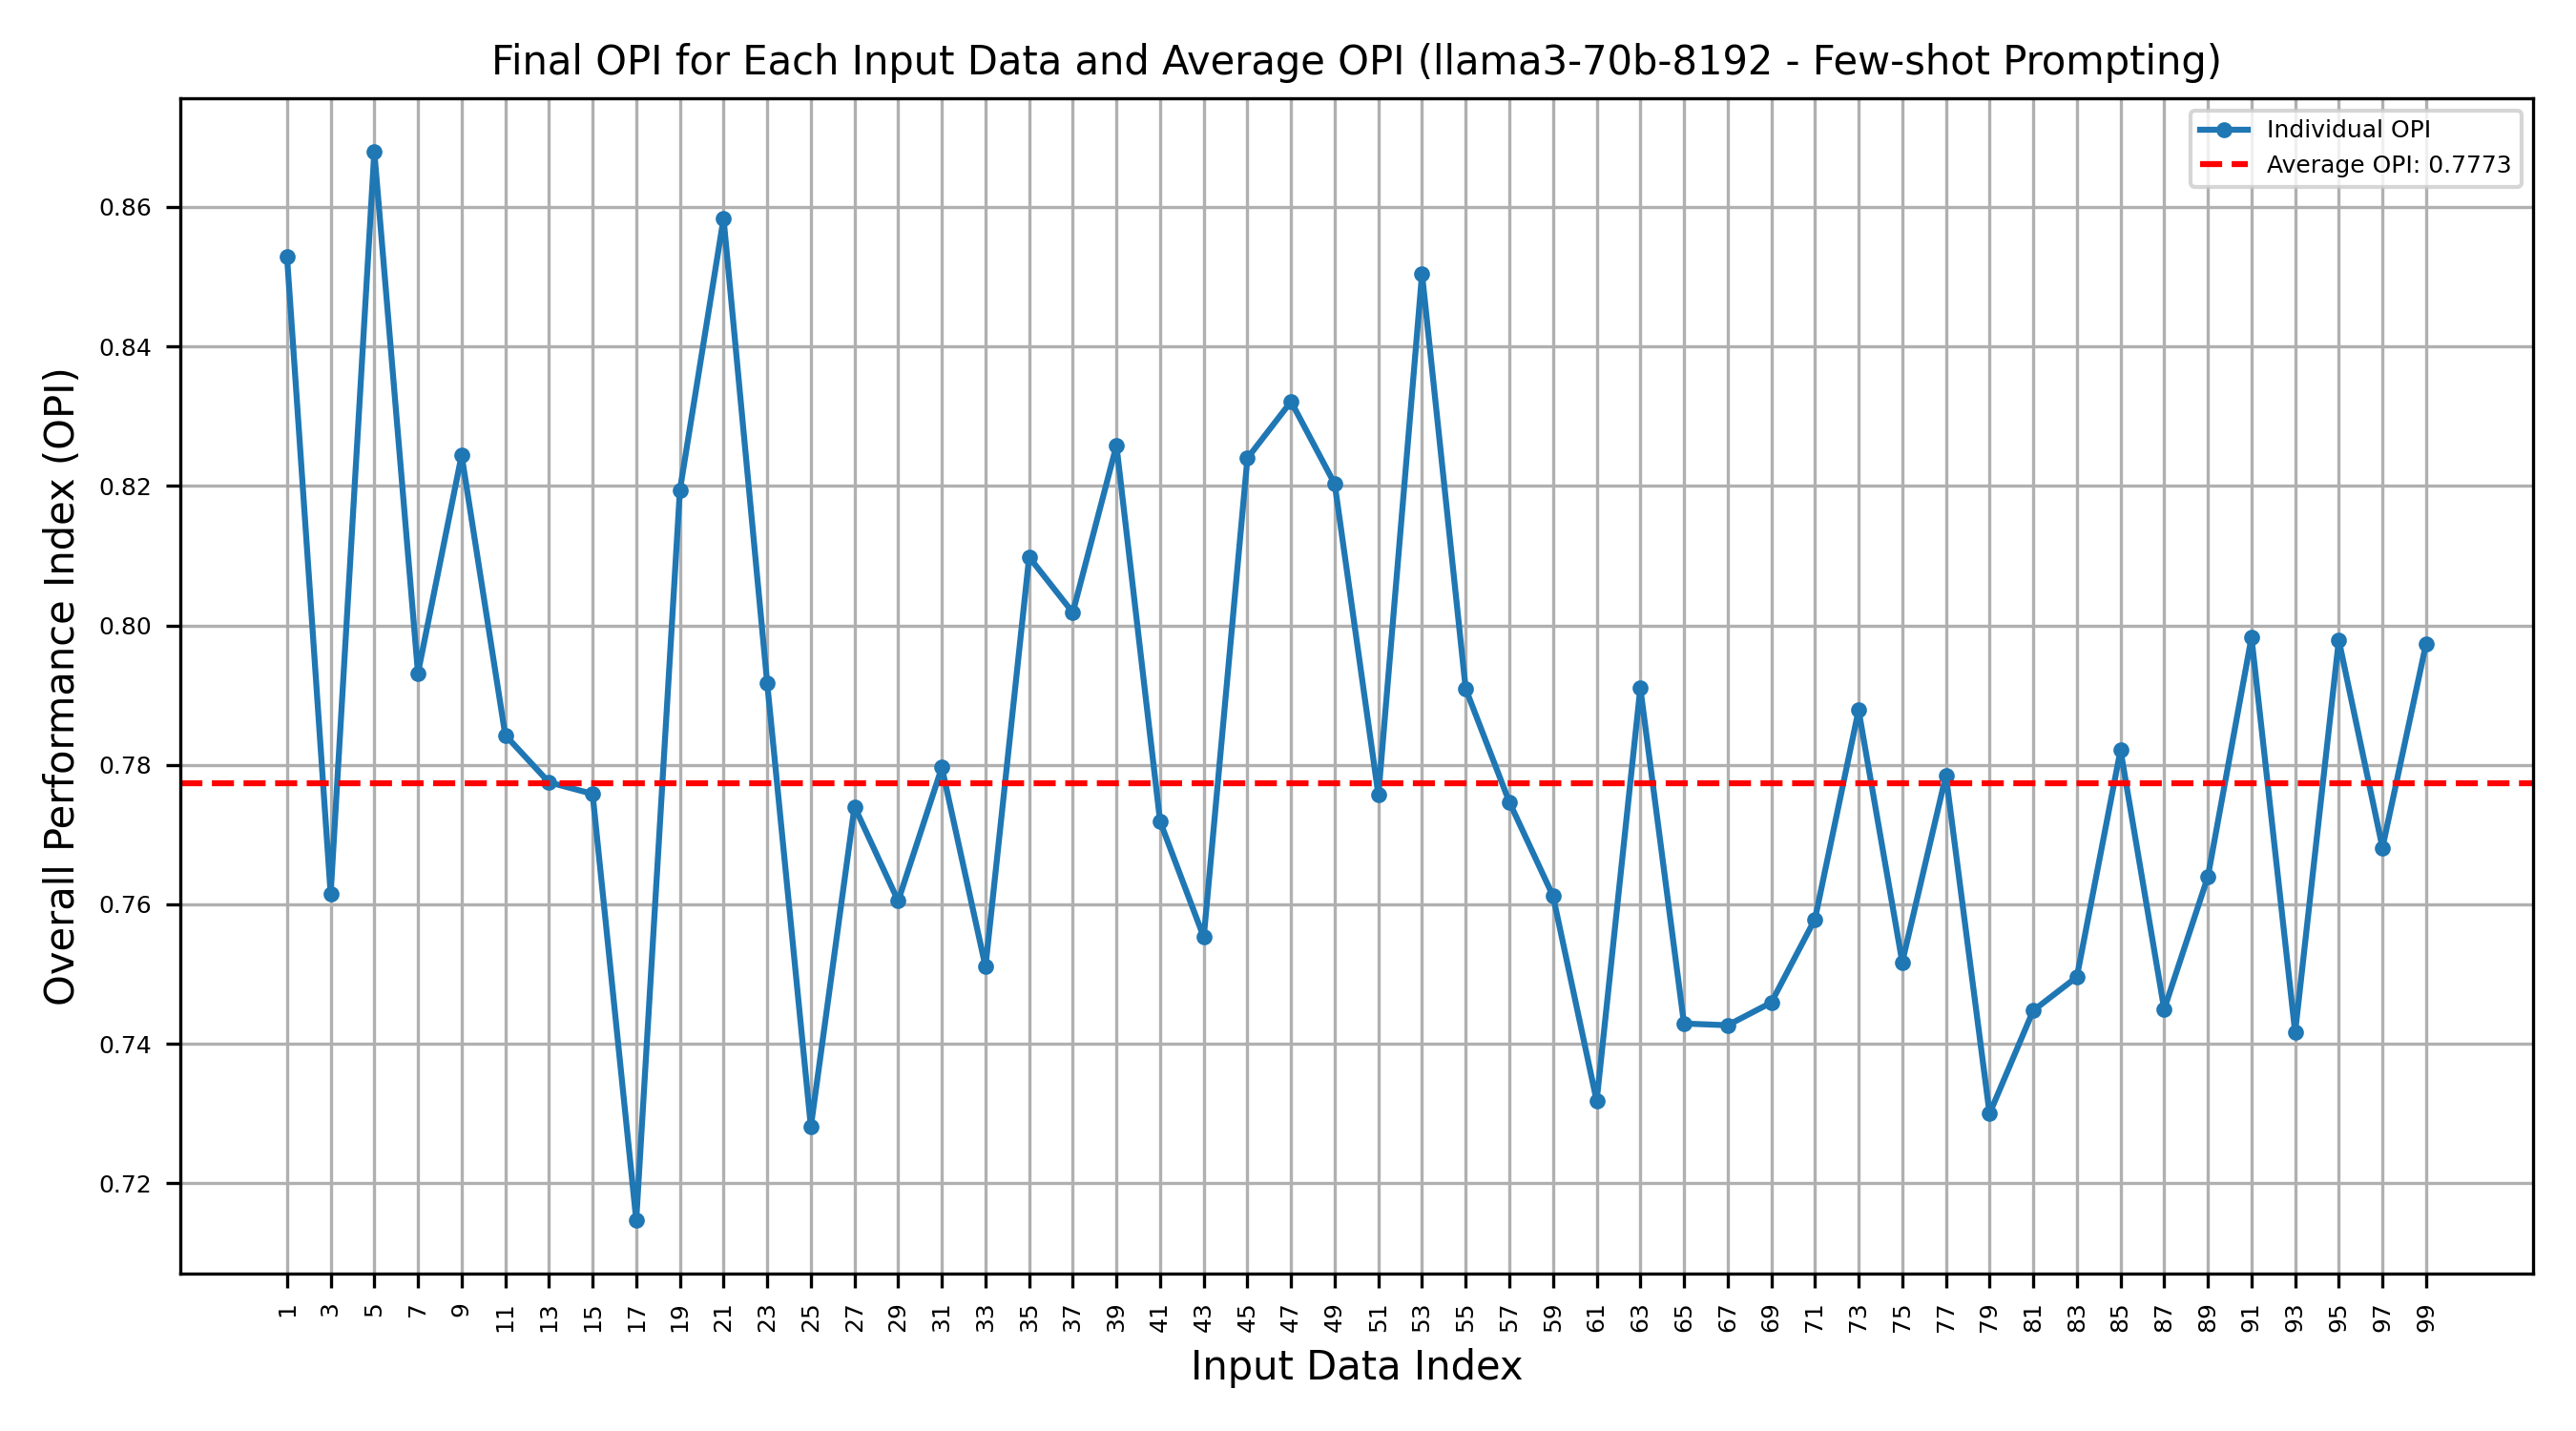 Final OPI for Each Input Data and Average OPI (llama3-70b-8192 - Few-shot Prompting)
Individual OPI
Average OPI: 0.7773
Overall Performance Index (OPI)
0.86
0.84
0.82
0.80
0.78
0.76
0.74
0.72
1 3 5 7 9 11 13 15 17 19 21 23 25 27 29 31 33 35 37 39 41 43 45 47 49 51 53 55 57 59 61 63 65 67 69 71 73 75 77 79 81 83 85 87 89 91 93 95 97 99
Input Data Index